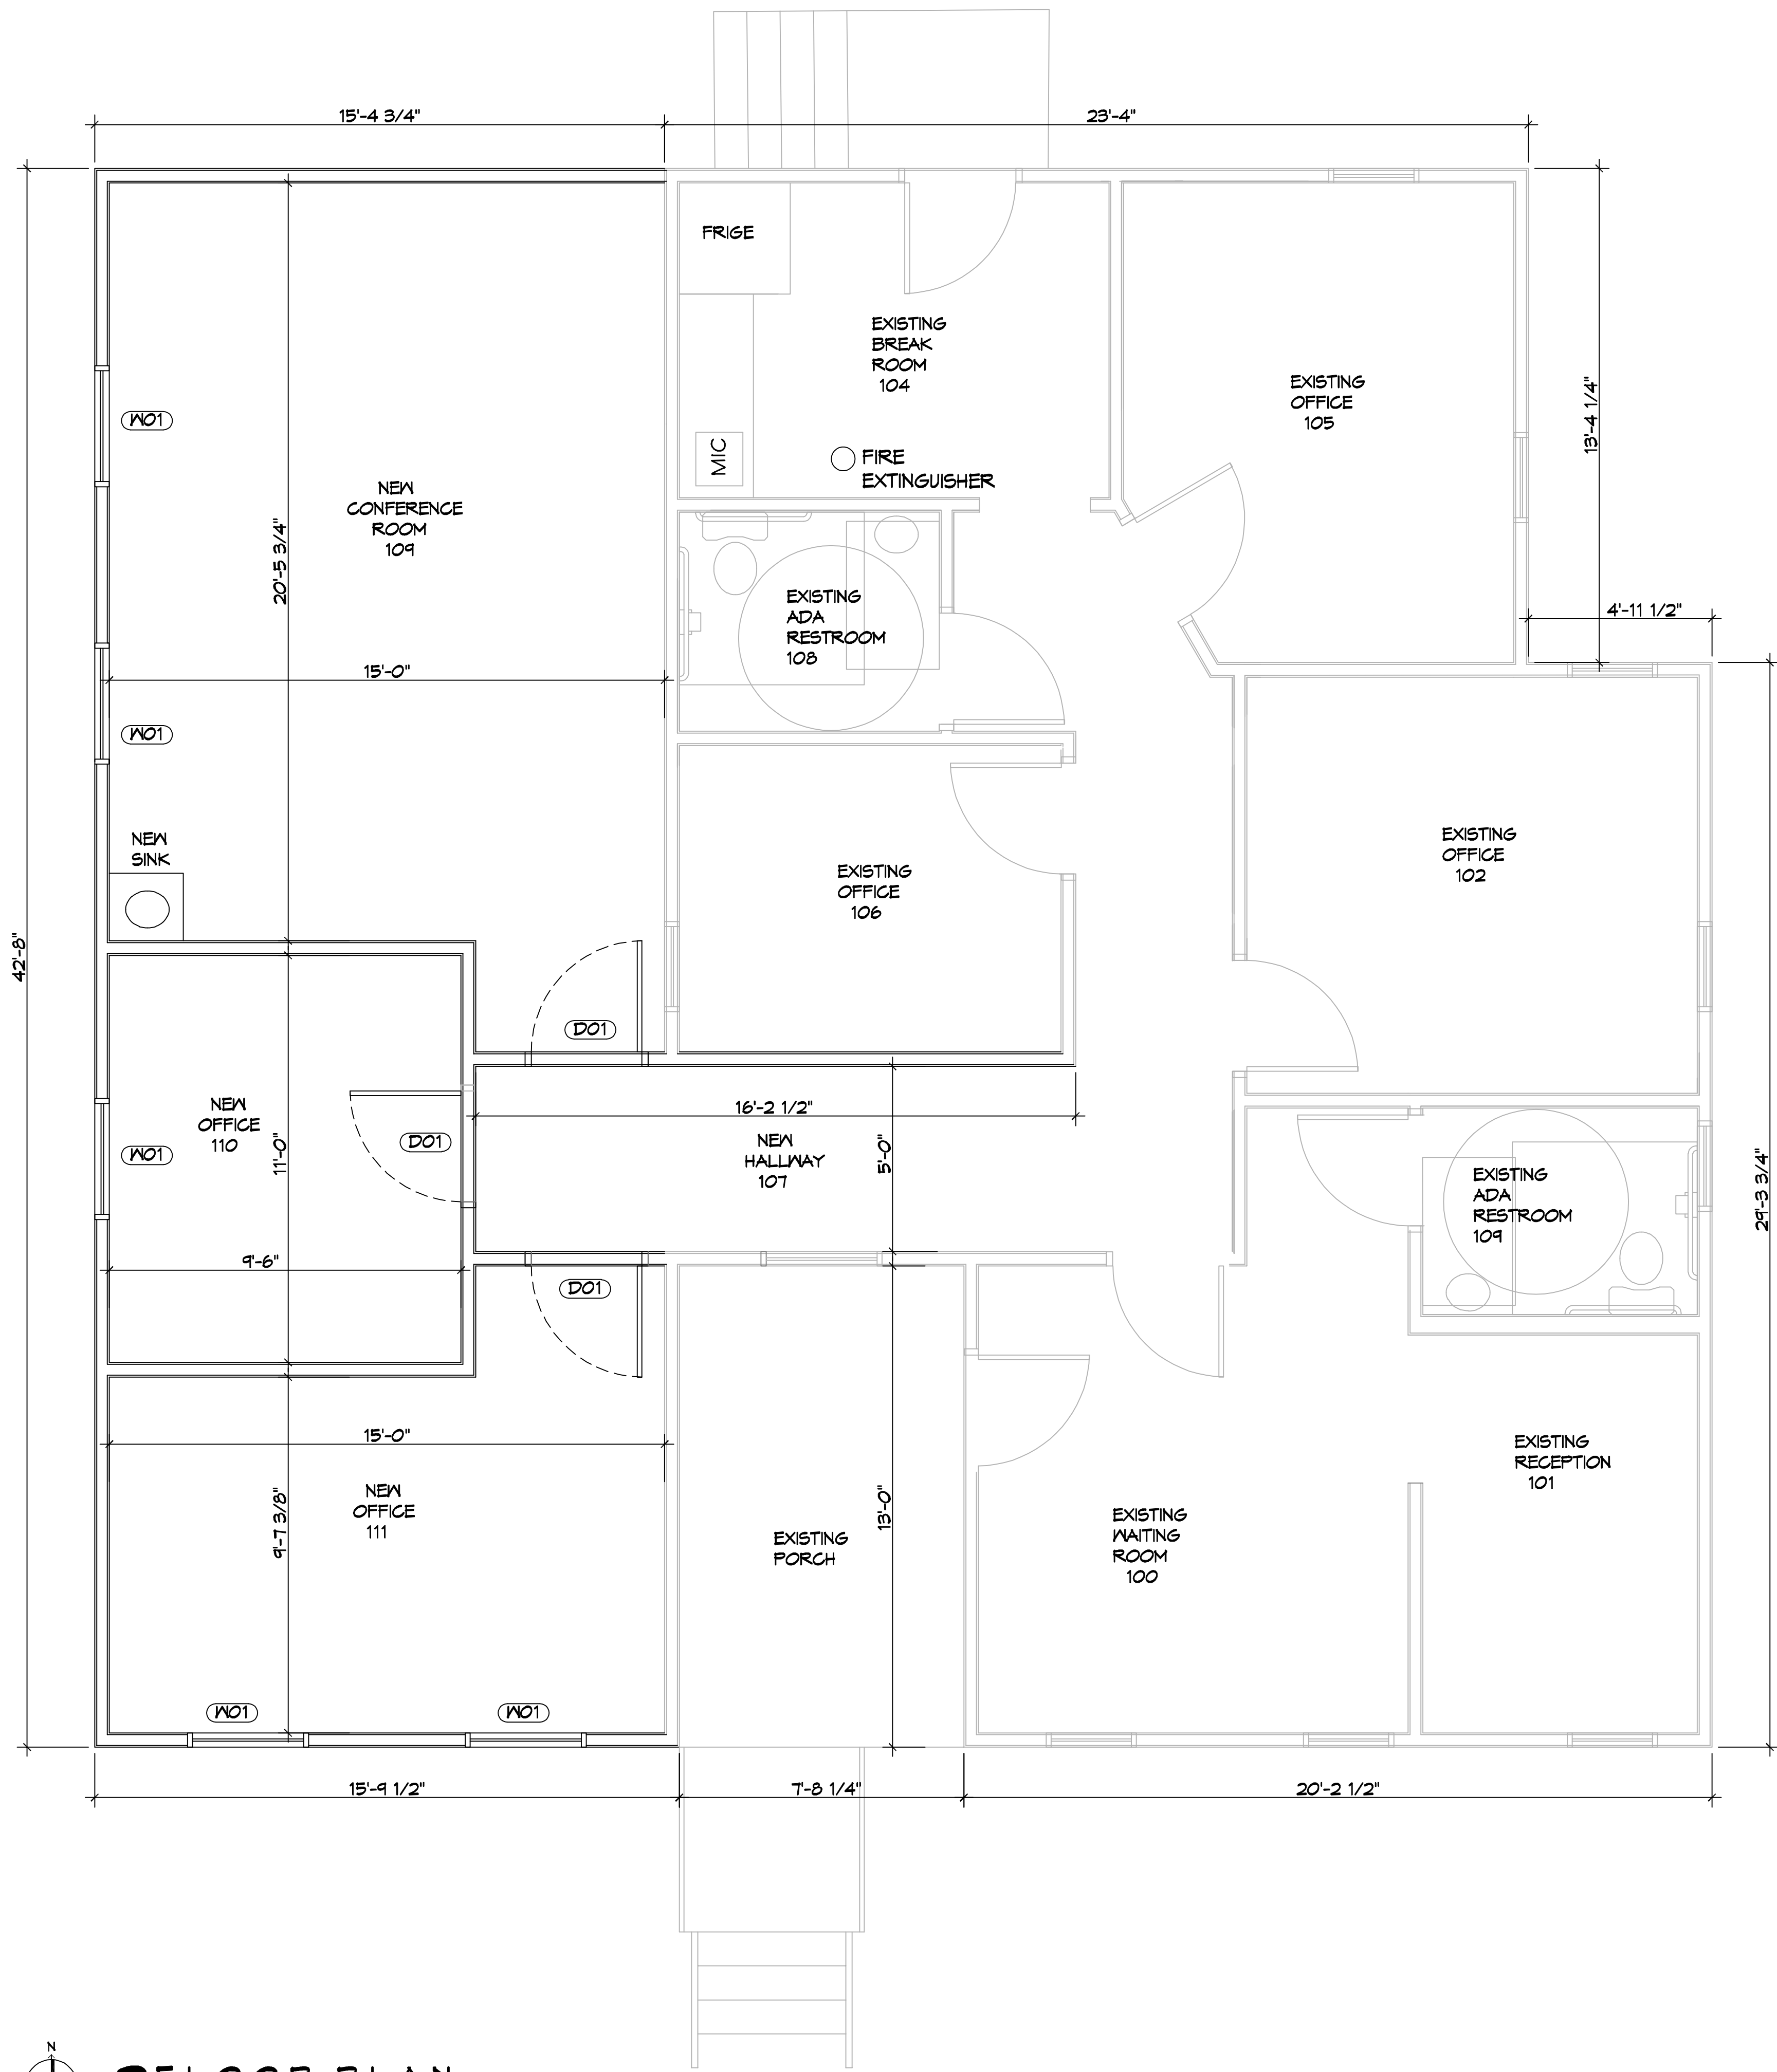 15'-4 3/4"
23'-4"
FRIGE
EXISTING
BREAK
ROOM
104
EXISTING
OFFICE
105
13'-4 1/4"
W01
MIC
FIRE
EXTINGUISHER
NEW
CONFERENCE
ROOM
109
20'-5 3/4"
EXISTING
ADA
RESTROOM
108
4'-11 1/2"
15'-0"
W01
NEW
SINK
EXISTING
OFFICE
106
EXISTING
OFFICE
102
42'-8"
D01
NEW
OFFICE
110
W01
11'-0"
D01
16'-2 1/2"
NEW
HALLWAY
107
5'-0"
EXISTING
ADA
RESTROOM
109
29'-3 3/4"
9'-6"
D01
15'-0"
NEW
OFFICE
111
9'-7 3/8"
EXISTING
PORCH
13'-0"
EXISTING
WAITING
ROOM
100
EXISTING
RECEPTION
101
W01
W01
15'-9 1/2"
7'-8 1/4"
20'-2 1/2"
N
FLOOR PLAN